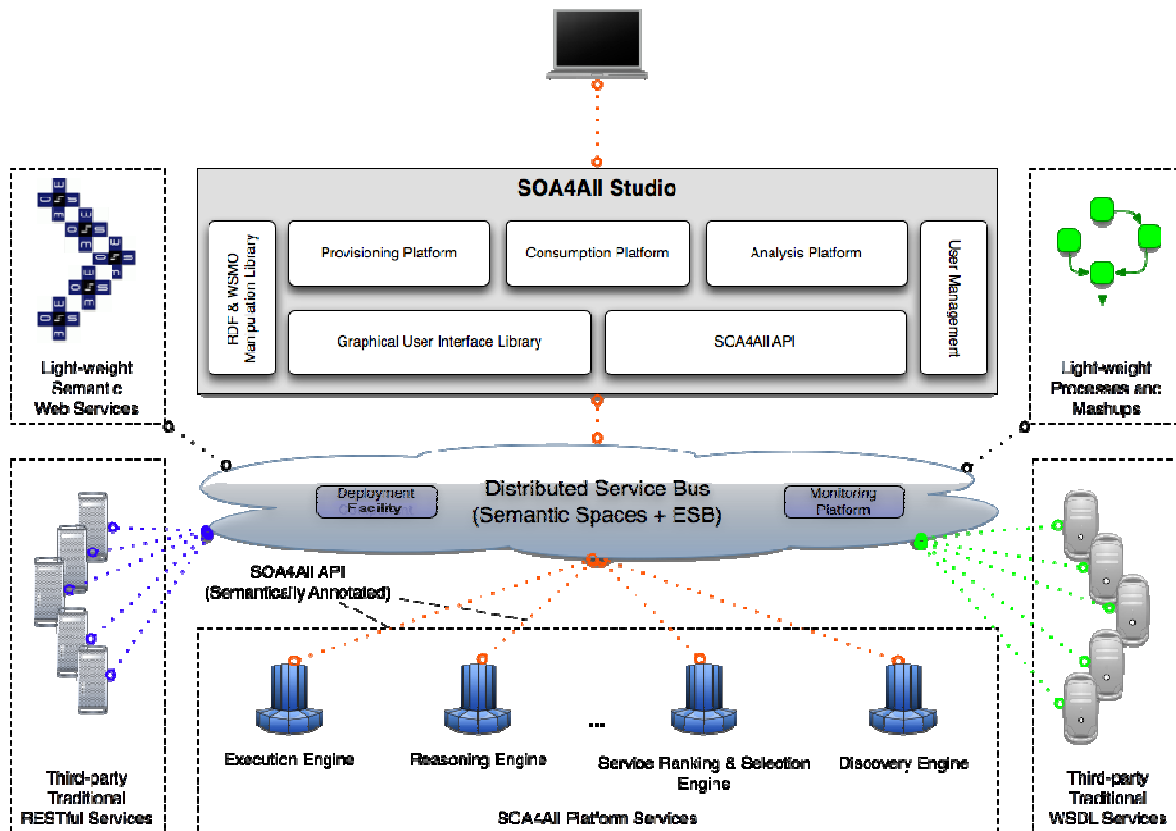 SOA4All Studio
RDF & WSMO
Manipulation Library
Provisioning Platform
Consumption Platform
Analysis Platform
User Management
Graphical User Interface Library
SOA4All API
Light-weight
Semantic
Web Services
Light-weight
Processes and
Mashups
Deployment
Facility
Distributed Service Bus
(Semantic Spaces + ESB)
Monitoring
Platform
SOA4All API
(Semantically Annotated)
Execution Engine
Reasoning Engine
...
Service Ranking & Selection
Engine
Discovery Engine
SOA4All Platform Services
Third-party
Traditional
RESTful Services
Third-party
Traditional
WSDL Services